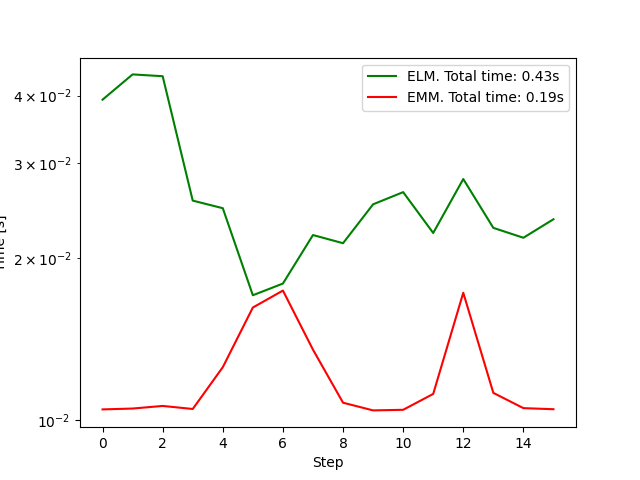 ELM. Total time: 0.43s
EMM. Total time: 0.19s
4 × 10⁻²
3 × 10⁻²
2 × 10⁻²
10⁻²
Time [s]
0 2 4 6 8 10 12 14
Step